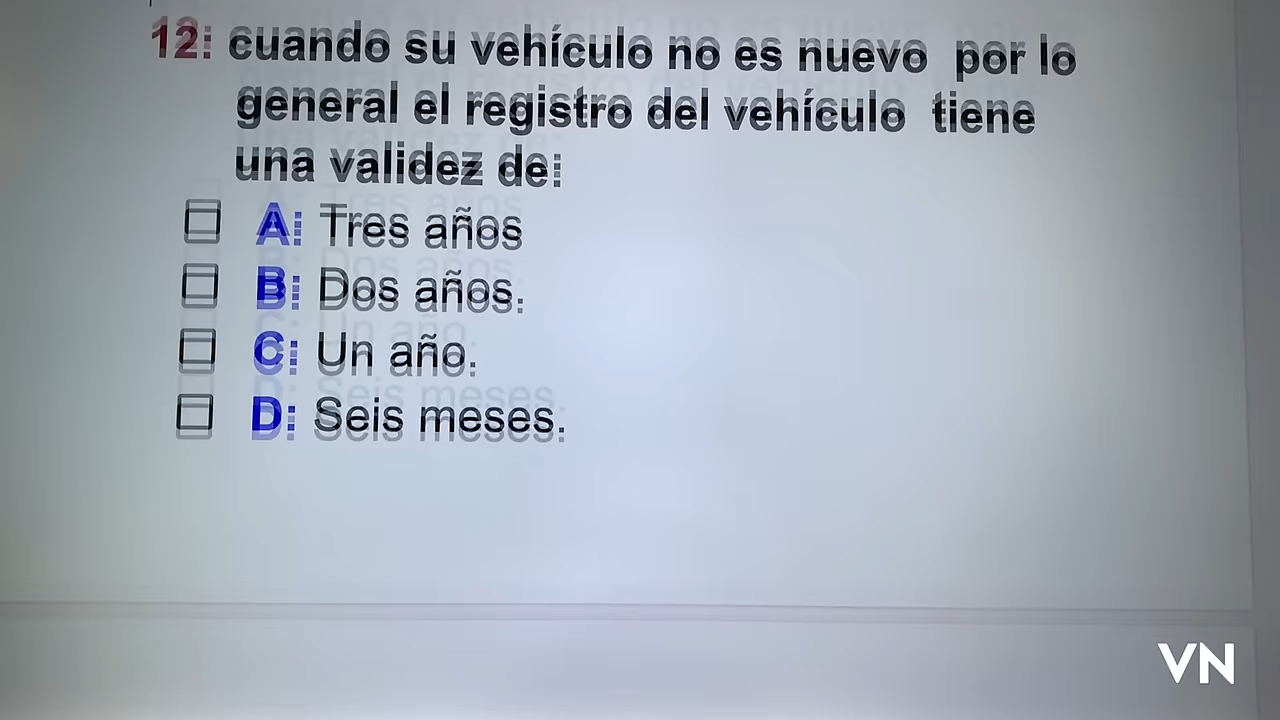 12: cuando su vehículo no es nuevo por lo
general el registro del vehículo tiene
una validez de:
A: Tres años
B: Dos años.
C: Un año.
D: Seis meses.
VN